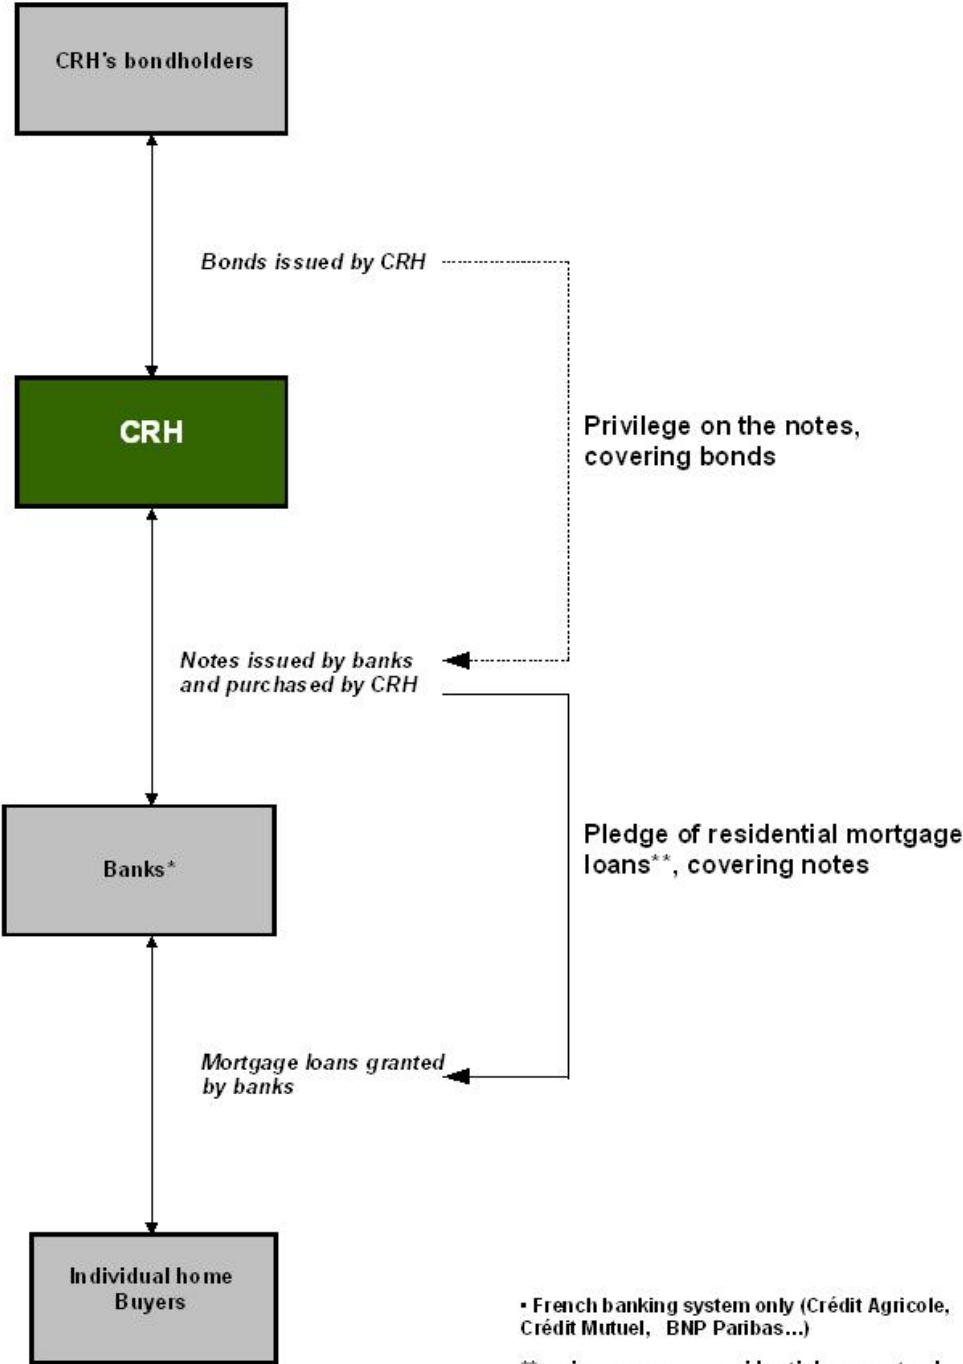 CRH's bondholders
Bonds issued by CRH
CRH
Privilege on the notes,
covering bonds
Notes issued by banks
and purchased by CRH
Pledge of residential mortgage
loans**, covering notes
Banks*
Mortgage loans granted
by banks
Individual home
Buyers
▪ French banking system only (Crédit Agricole,
Crédit Mutuel, BNP Paribas...)